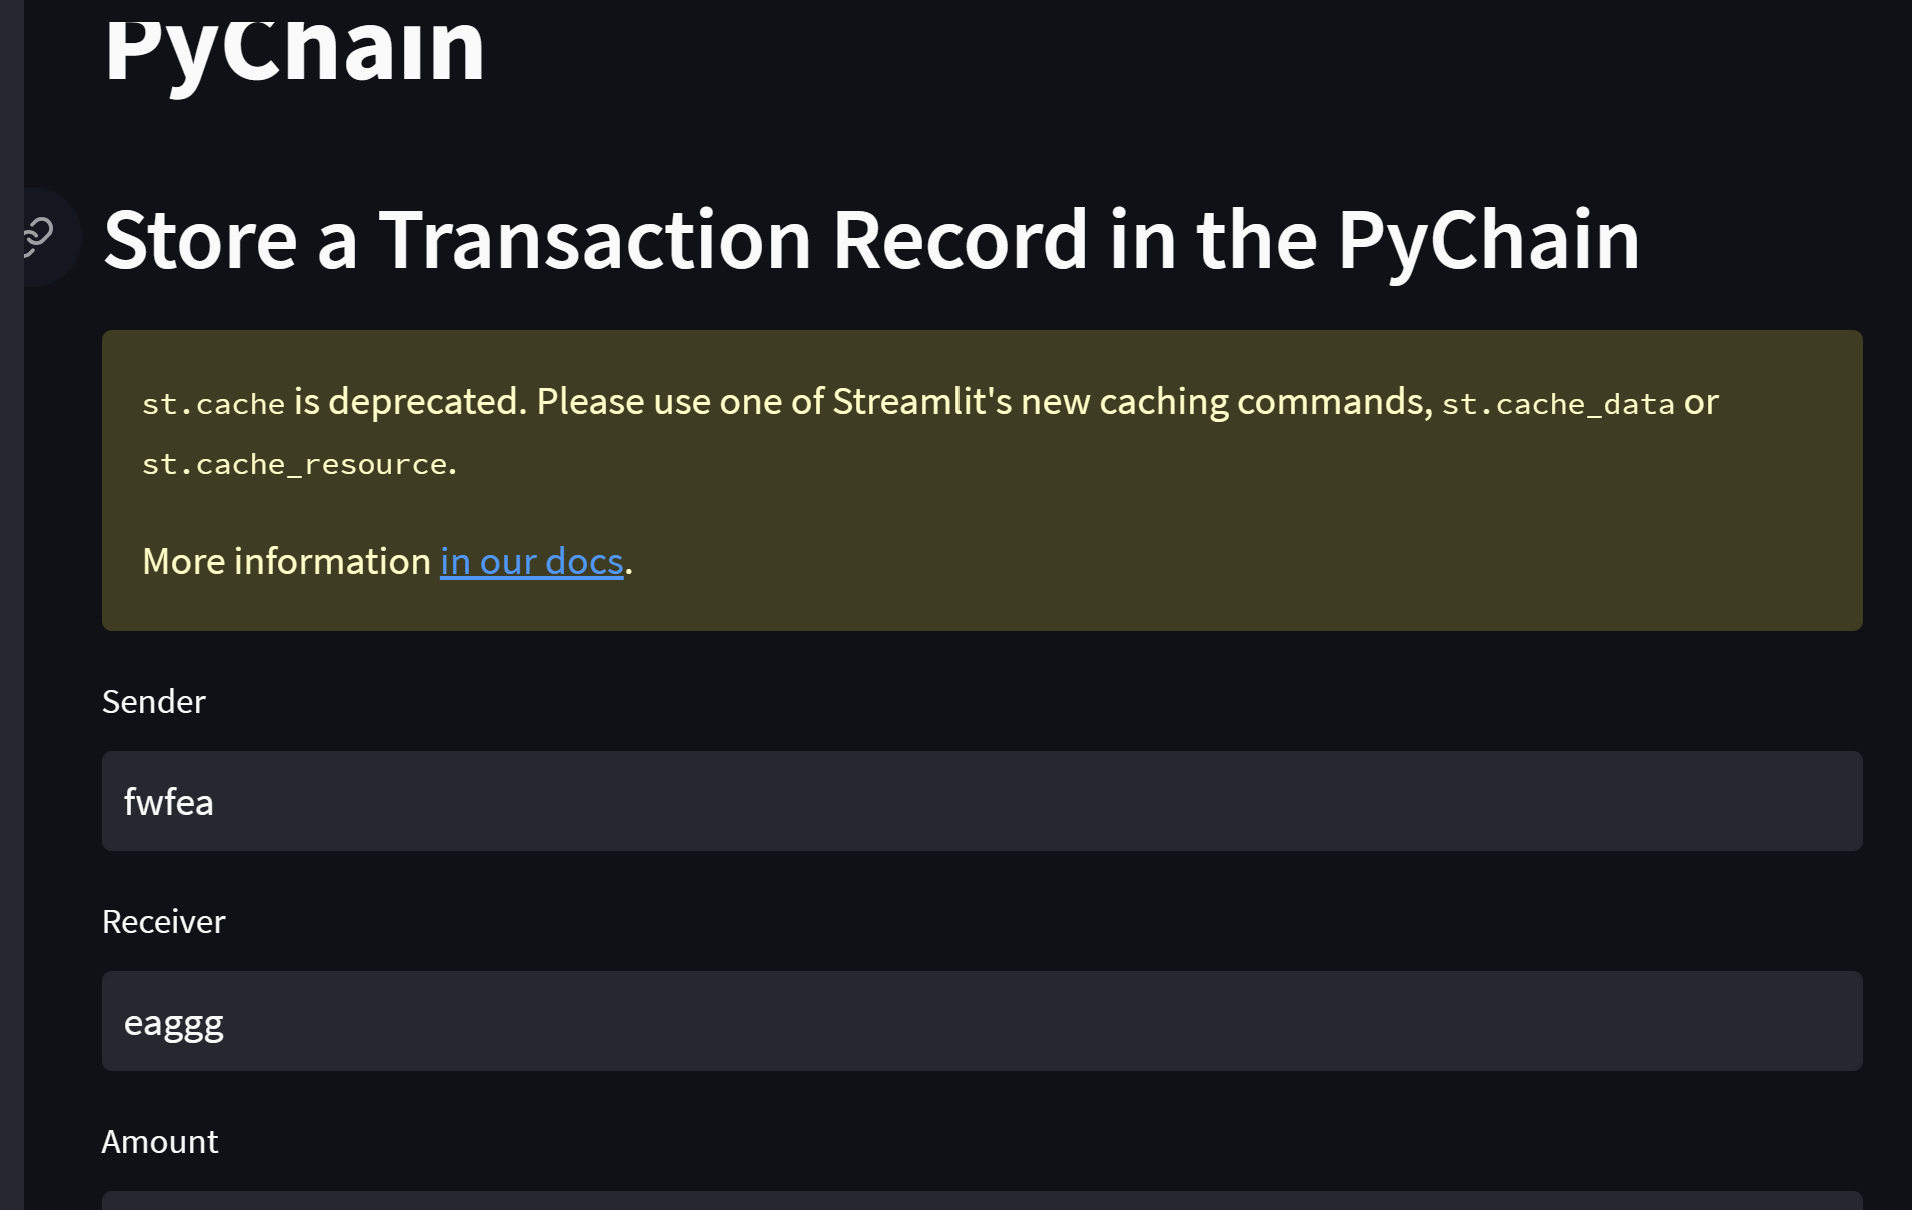 PyChain
Store a Transaction Record in the PyChain
st.cache is deprecated. Please use one of Streamlit's new caching commands, st.cache_data or
st.cache_resource.
More information in our docs.
Sender
fwfea
Receiver
eaggg
Amount